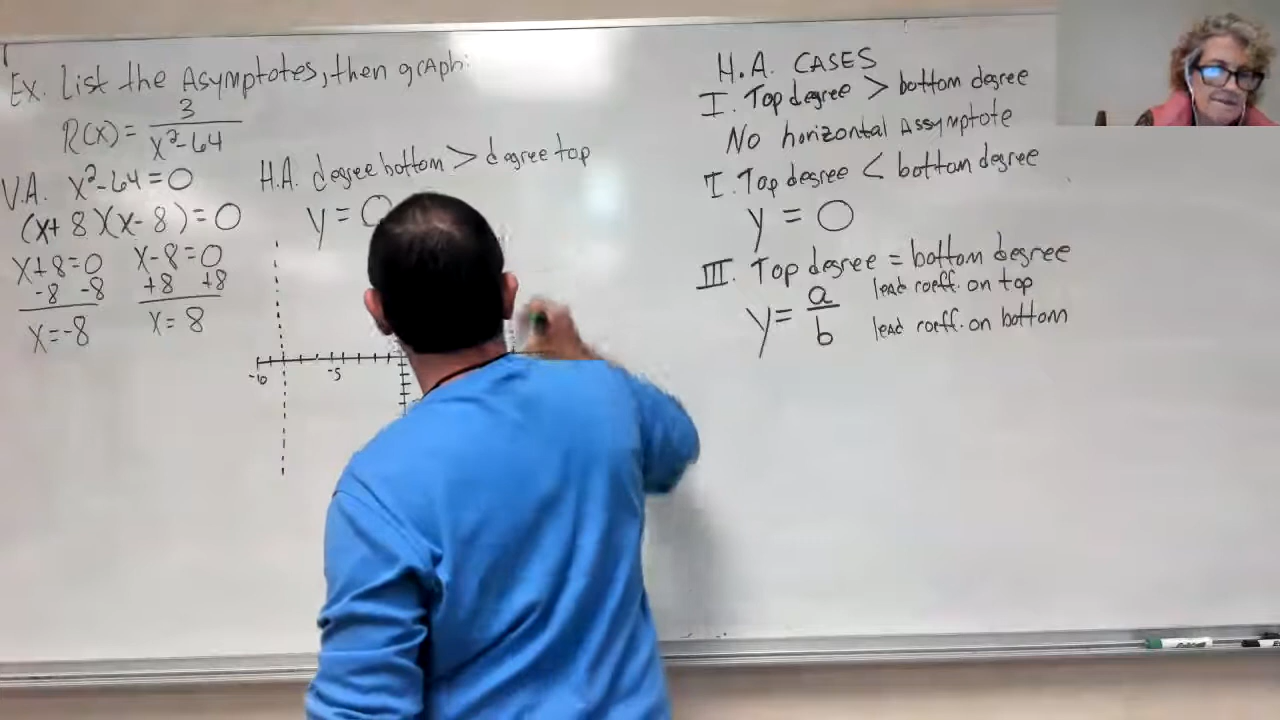 Ex. List the Asymptotes, then graph:
R(x) = 3/(x²-64)
V.A. x²-64=0
(x+8)(x-8)=0
x+8=0 x-8=0
-8 -8 +8 +8
x=-8 x=8
H.A. degree bottom > degree top
y=0
-10 -5
H.A. CASES
I. Top degree > bottom degree
No horizontal Assymptote
I. Top degree < bottom degree
y=0
III. Top degree = bottom degree
y = a/b lead coeff. on top
lead coeff. on bottom